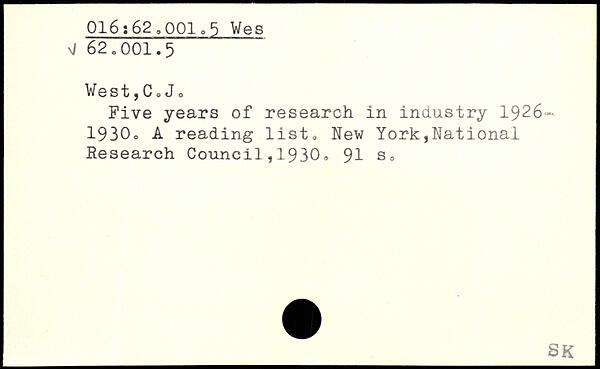 016:62.001.5 Wes
√ 62.001.5
West,C.J.
Five years of research in industry 1926-
1930. A reading list. New York,National
Research Council,1930. 91 s.
SK